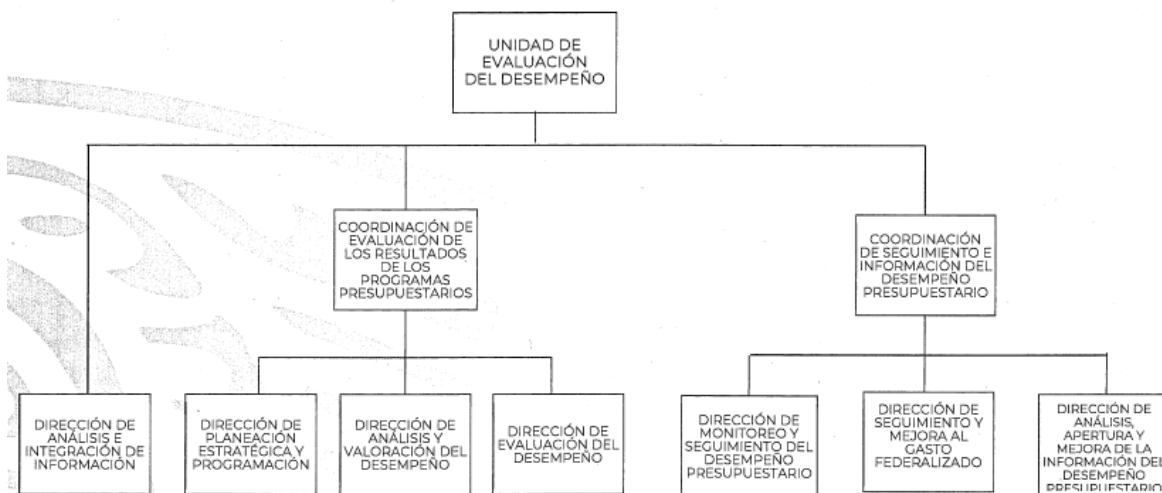 UNIDAD DE
EVALUACIÓN
DEL DESEMPEÑO
COORDINACIÓN DE
EVALUACIÓN DE
LOS RESULTADOS
DE LOS
PROGRAMAS
PRESUPUESTARIOS
COORDINACIÓN
DE SEGUIMIENTO E
INFORMACIÓN DEL
DESEMPEÑO
PRESUPUESTARIO
DIRECCIÓN DE
ANÁLISIS E
INTEGRACIÓN DE
INFORMACIÓN
DIRECCIÓN DE
PLANEACIÓN
ESTRATÉGICA Y
PROGRAMACIÓN
DIRECCIÓN DE
ANÁLISIS Y
VALORACIÓN DEL
DESEMPEÑO
DIRECCIÓN DE
EVALUACIÓN DEL
DESEMPEÑO
DIRECCIÓN DE
MONITOREO Y
SEGUIMIENTO DEL
DESEMPEÑO
PRESUPUESTARIO
DIRECCIÓN DE
SEGUIMIENTO Y
MEJORA AL
GASTO
FEDERALIZADO
DIRECCIÓN DE
ANÁLISIS,
APERTURA Y
MEJORA DE LA
INFORMACIÓN DEL
DESEMPEÑO
PRESUPUESTARIO